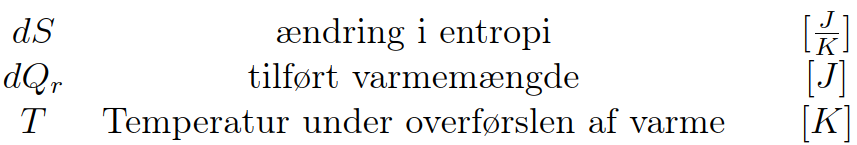 dS ændring i entropi [J/K]
dQ_r tilført varmemængde [J]
T Temperatur under overførslen af varme [K]